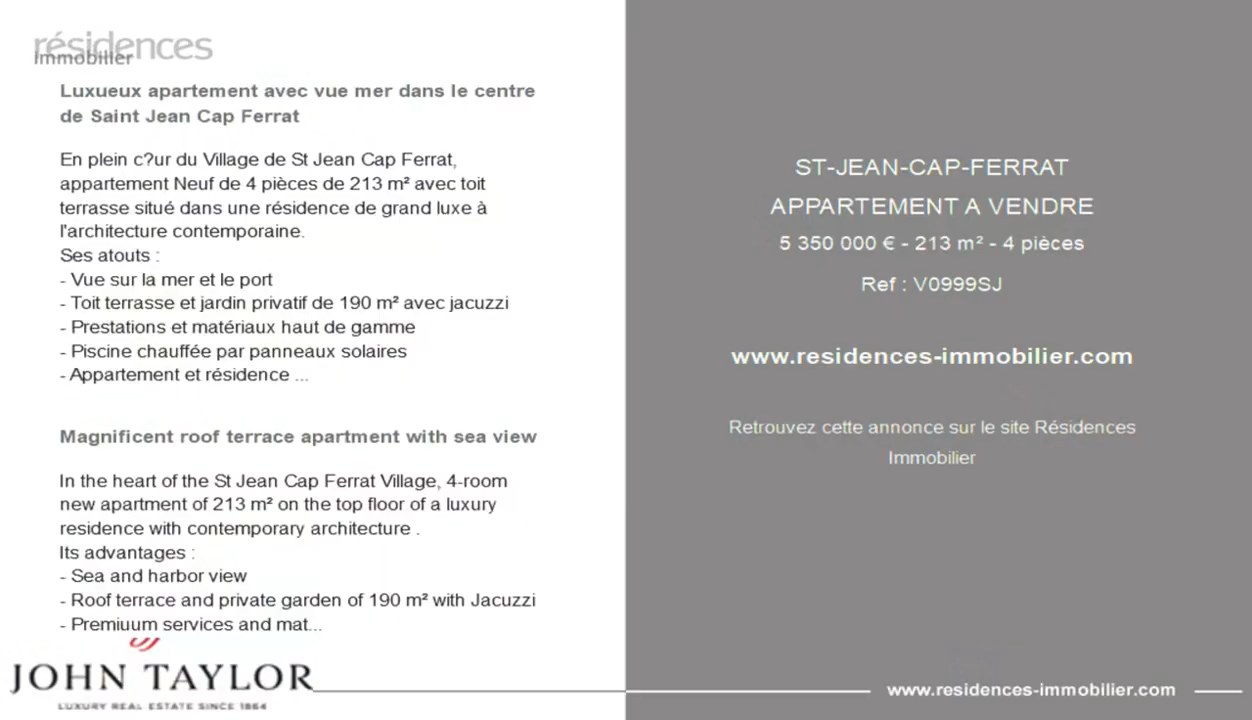 résidences
Immobilier
Luxueux apartement avec vue mer dans le centre
de Saint Jean Cap Ferrat
En plein c?ur du Village de St Jean Cap Ferrat,
appartement Neuf de 4 pièces de 213 m² avec toit
terrasse situé dans une résidence de grand luxe à
l'architecture contemporaine.
Ses atouts :
- Vue sur la mer et le port
- Toit terrasse et jardin privatif de 190 m² avec jacuzzi
- Prestations et matériaux haut de gamme
- Piscine chauffée par panneaux solaires
- Appartement et résidence ...
Magnificent roof terrace apartment with sea view
In the heart of the St Jean Cap Ferrat Village, 4-room
new apartment of 213 m² on the top floor of a luxury
residence with contemporary architecture .
Its advantages :
- Sea and harbor view
- Roof terrace and private garden of 190 m² with Jacuzzi
- Premiuum services and mat...
JOHN TAYLOR
LUXURY REAL ESTATE SINCE 1864
ST-JEAN-CAP-FERRAT
APPARTEMENT A VENDRE
5 350 000 € - 213 m² - 4 pièces
Ref : V0999SJ
www.residences-immobilier.com
Retrouvez cette annonce sur le site Résidences
Immobilier
www.residences-immobilier.com